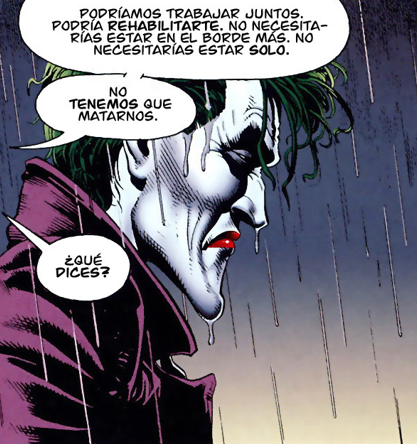 PODRÍAMOS TRABAJAR JUNTOS.
PODRÍA REHABILITARTE. NO NECESITA-
RÍAS ESTAR EN EL BORDE MÁS. NO
NECESITARÍAS ESTAR SOLO.
NO
TENEMOS QUE
MATARNOS.
¿QUÉ
DICES?